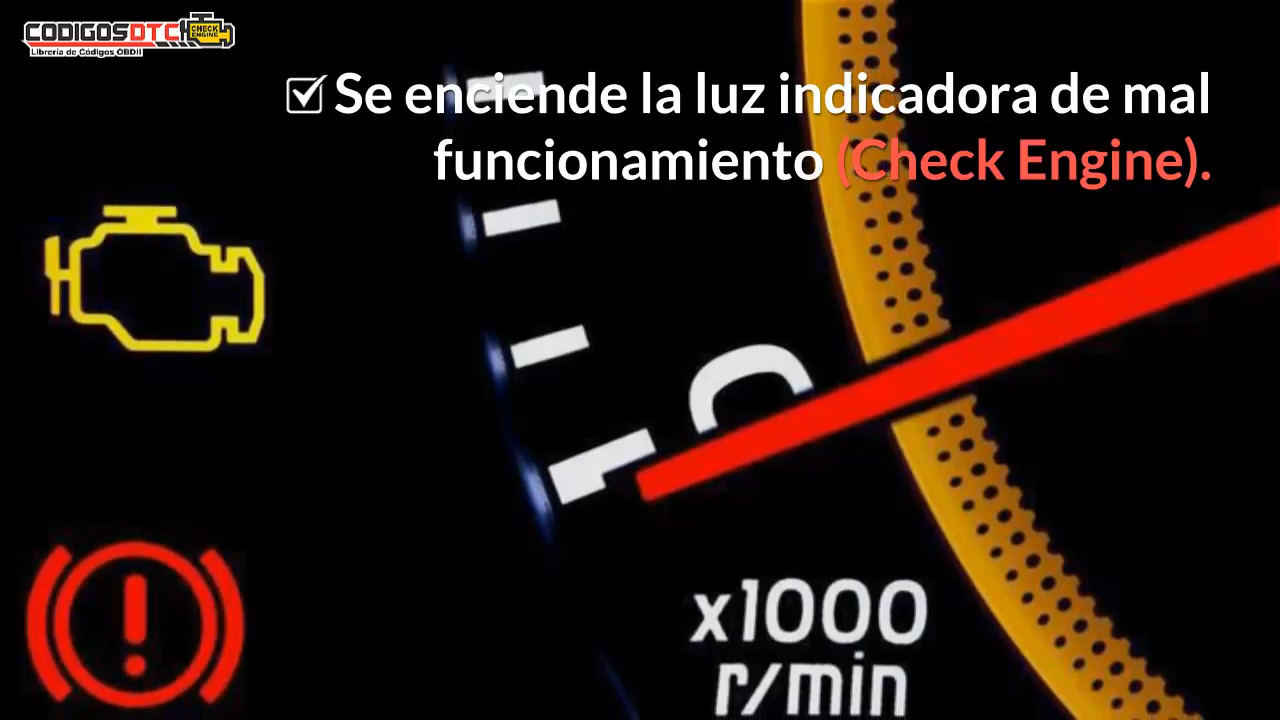 CODIGOSDTC
CHECK
ENGINE
Librería de Códigos OBDII
☑ Se enciende la luz indicadora de mal
funcionamiento (Check Engine).
0
x1000
r/min